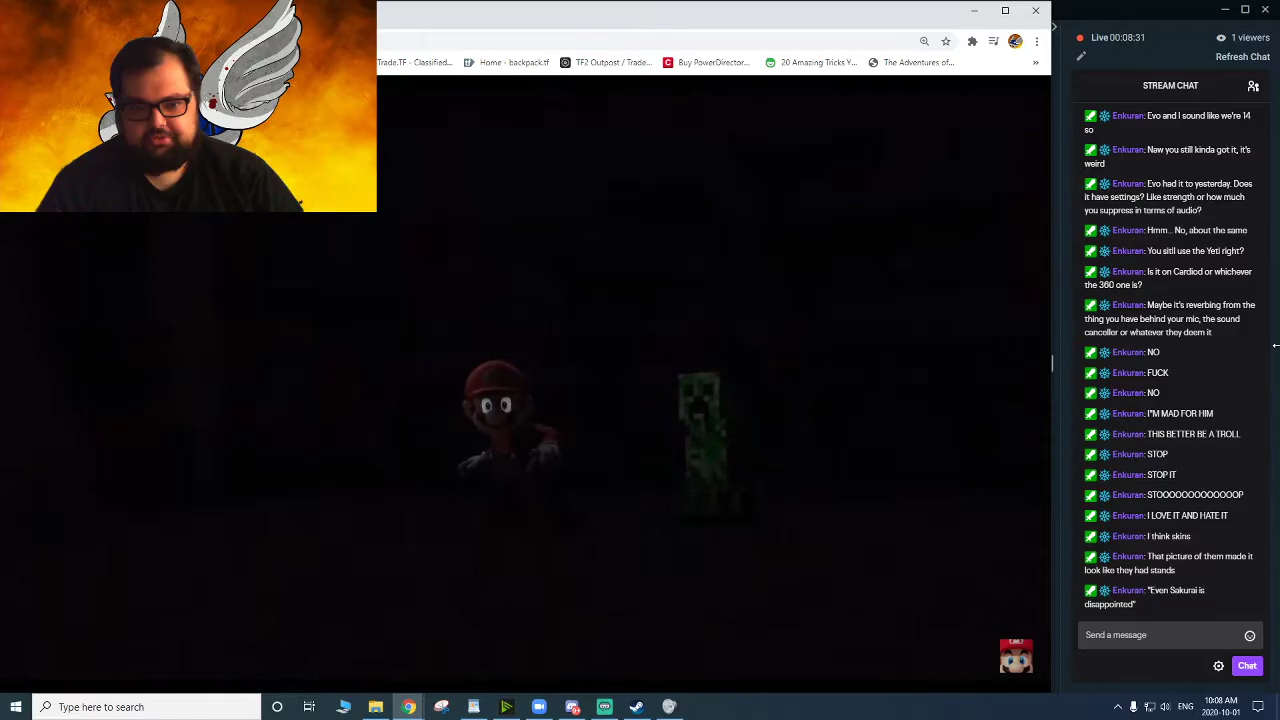 Live 00:08:31
1 viewers
Refresh Chat
Trade.TF - Classified...
Home - backpack.tf
TF2 Outpost / Trade...
Buy PowerDirector...
20 Amazing Tricks Y...
The Adventures of...
»
STREAM CHAT
Enkuran: Evo and I sound like we're 14
so
Enkuran: Naw you still kinda got it, it's
weird
Enkuran: Evo had it to yesterday. Does
it have settings? Like strength or how much
you suppress in terms of audio?
Enkuran: Hmm... No, about the same
Enkuran: You sitll use the Yeti right?
Enkuran: Is it on Cardiod or whichever
the 360 one is?
Enkuran: Maybe it's reverbing from the
thing you have behind your mic, the sound
canceller or whatever they deem it
Enkuran: NO
Enkuran: FUCK
Enkuran: NO
Enkuran: I"M MAD FOR HIM
Enkuran: THIS BETTER BE A TROLL
Enkuran: STOP
Enkuran: STOP IT
Enkuran: STOOOOOOOOOOOOP
Enkuran: I LOVE IT AND HATE IT
Enkuran: I think skins
Enkuran: That picture of them made it
look like they had stands
Enkuran: "Even Sakurai is
disappointed"
Send a message
Chat
Type here to search
ENG
10:08 AM
2020-10-01